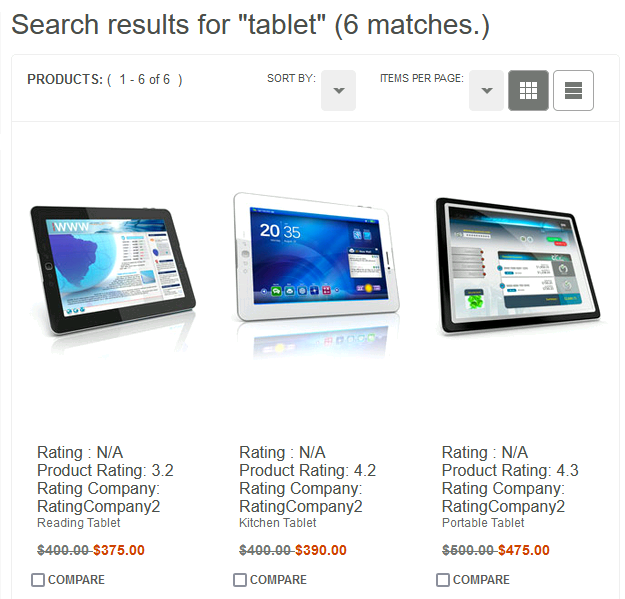 Search results for "tablet" (6 matches.)
PRODUCTS: ( 1 - 6 of 6 )
SORT BY:
ITEMS PER PAGE:
WWW
20 35
Rating : N/A
Product Rating: 3.2
Rating Company:
RatingCompany2
Reading Tablet
$400.00 $375.00
COMPARE
Rating : N/A
Product Rating: 4.2
Rating Company:
RatingCompany2
Kitchen Tablet
$400.00 $390.00
COMPARE
Rating : N/A
Product Rating: 4.3
Rating Company:
RatingCompany2
Portable Tablet
$500.00 $475.00
COMPARE